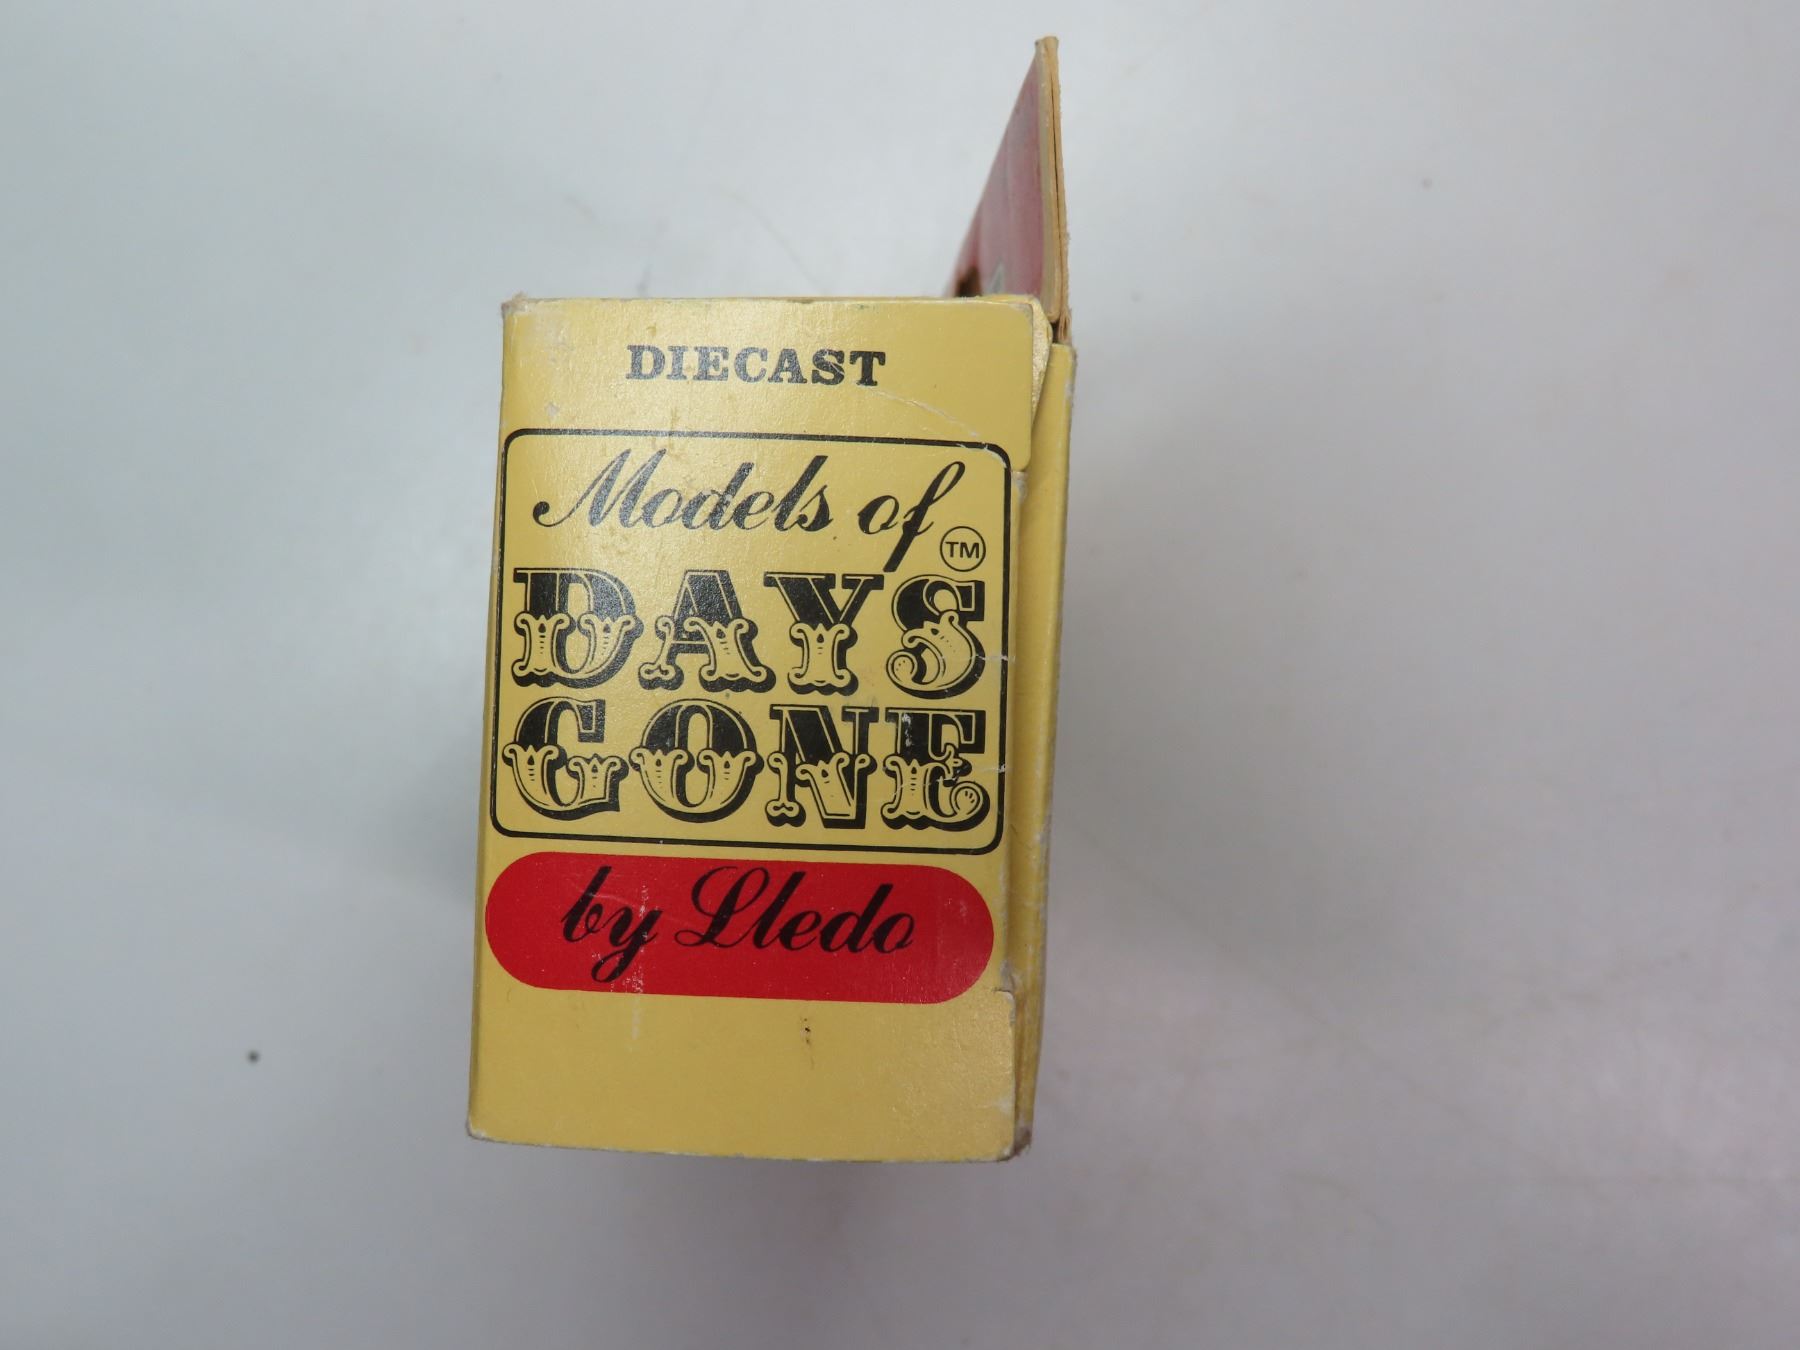 DIECAST
Models of
TM
DAYS
GONE
by Lledo